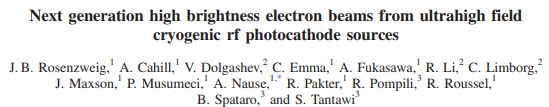 Next generation high brightness electron beams from ultrahigh field
cryogenic rf photocathode sources
J. B. Rosenzweig,¹ A. Cahill,¹ V. Dolgashev,² C. Emma,¹ A. Fukasawa,¹ R. Li,² C. Limborg,²
J. Maxson,¹ P. Musumeci,¹ A. Nause,¹,* R. Pakter,¹ R. Pompili,³ R. Roussel,¹
B. Spataro,³ and S. Tantawi³